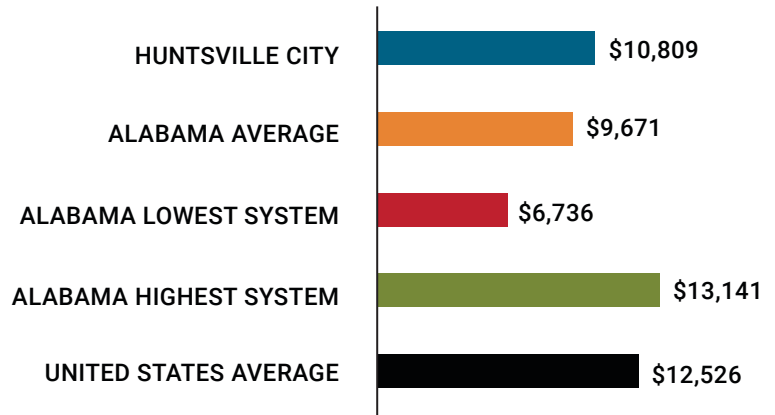 HUNTSVILLE CITY $10,809
ALABAMA AVERAGE $9,671
ALABAMA LOWEST SYSTEM $6,736
ALABAMA HIGHEST SYSTEM $13,141
UNITED STATES AVERAGE $12,526